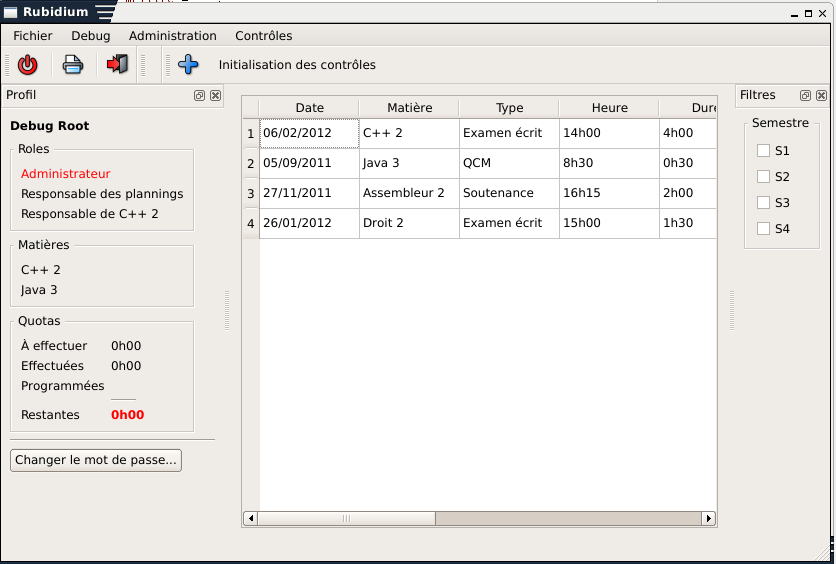 Rubidium
Fichier Debug Administration Contrôles
Initialisation des contrôles
Profil
Debug Root
Roles
Administrateur
Responsable des plannings
Responsable de C++ 2
Matières
C++ 2
Java 3
Quotas
À effectuer 0h00
Effectuées 0h00
Programmées
Restantes 0h00
Changer le mot de passe...
Date Matière Type Heure Duré
1 06/02/2012 C++ 2 Examen écrit 14h00 4h00
2 05/09/2011 Java 3 QCM 8h30 0h30
3 27/11/2011 Assembleur 2 Soutenance 16h15 2h00
4 26/01/2012 Droit 2 Examen écrit 15h00 1h30
Filtres
Semestre
S1
S2
S3
S4